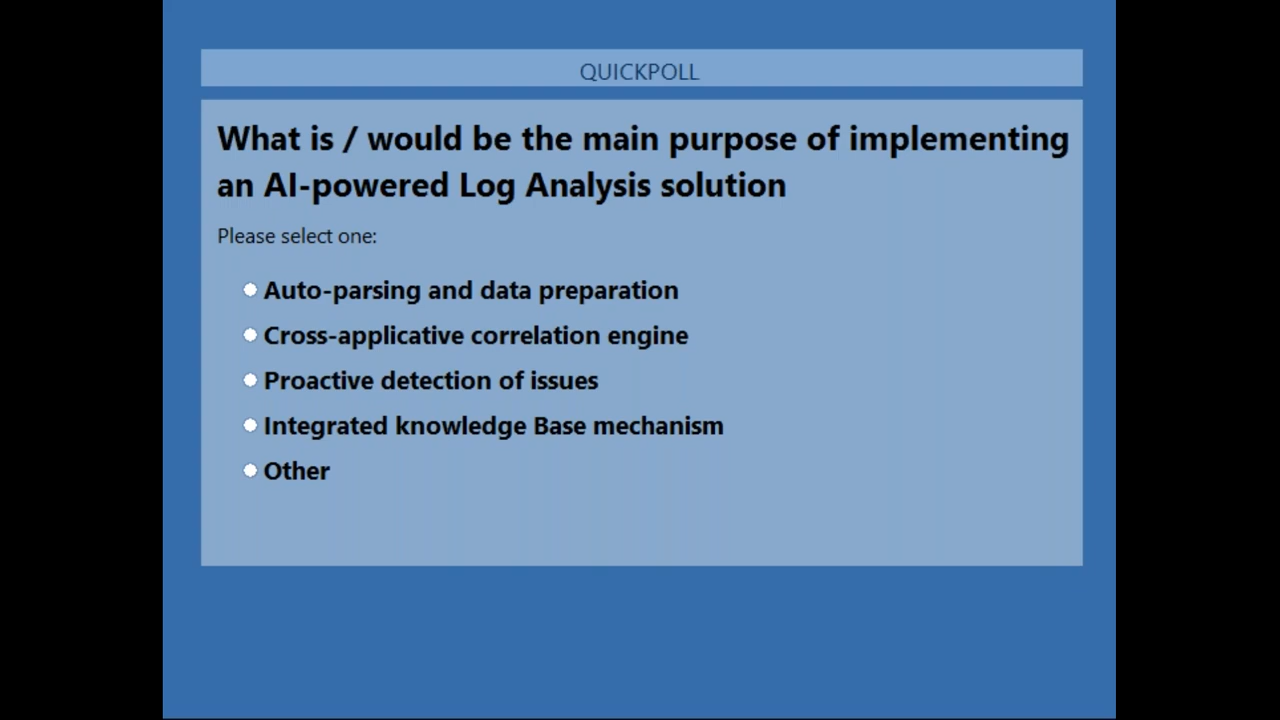 QUICKPOLL
What is / would be the main purpose of implementing
an AI-powered Log Analysis solution
Please select one:
Auto-parsing and data preparation
Cross-applicative correlation engine
Proactive detection of issues
Integrated knowledge Base mechanism
Other